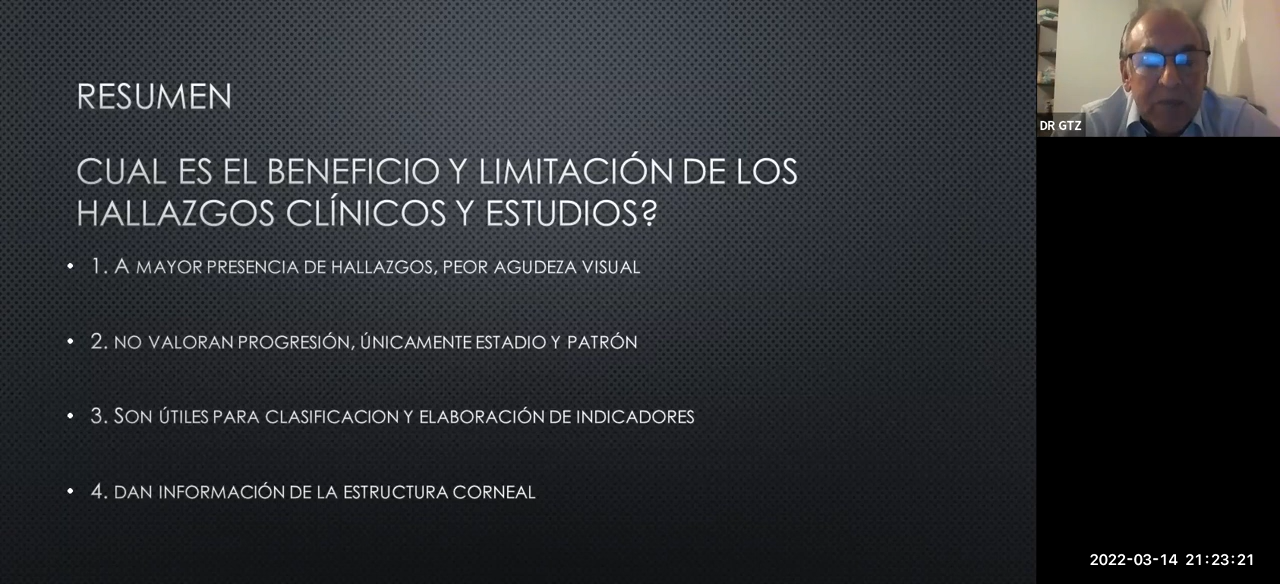 RESUMEN
CUAL ES EL BENEFICIO Y LIMITACIÓN DE LOS
HALLAZGOS CLÍNICOS Y ESTUDIOS?
• 1. A MAYOR PRESENCIA DE HALLAZGOS, PEOR AGUDEZA VISUAL
• 2. NO VALORAN PROGRESIÓN, ÚNICAMENTE ESTADIO Y PATRÓN
• 3. SON ÚTILES PARA CLASIFICACION Y ELABORACIÓN DE INDICADORES
• 4. DAN INFORMACIÓN DE LA ESTRUCTURA CORNEAL
DR GTZ
2022-03-14 21:23:21